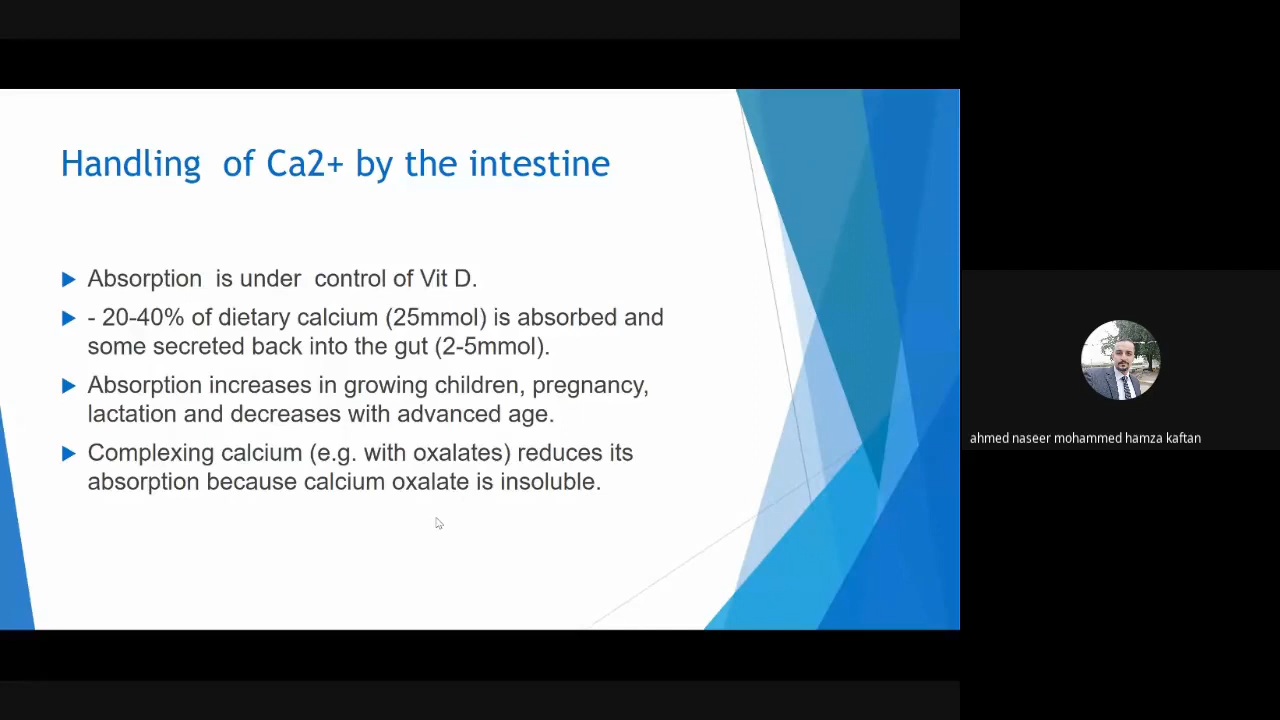 Handling of Ca2+ by the intestine
Absorption is under control of Vit D.
- 20-40% of dietary calcium (25mmol) is absorbed and
some secreted back into the gut (2-5mmol).
Absorption increases in growing children, pregnancy,
lactation and decreases with advanced age.
Complexing calcium (e.g. with oxalates) reduces its
absorption because calcium oxalate is insoluble.
ahmed naseer mohammed hamza kaftan